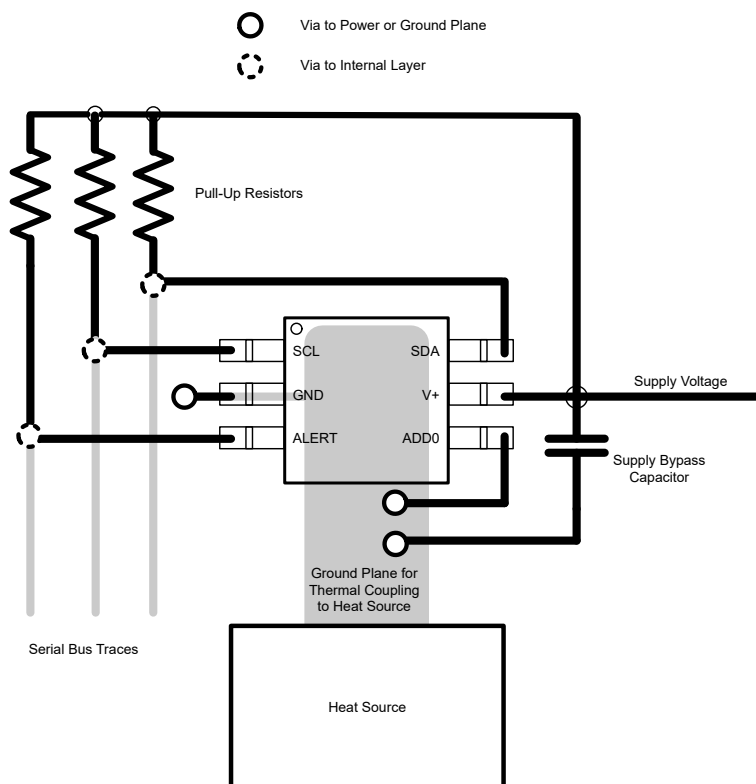 Via to Power or Ground Plane
Via to Internal Layer
Pull-Up Resistors
SCL
SDA
GND
V+
ALERT
ADD0
Supply Voltage
Supply Bypass
Capacitor
Ground Plane for
Thermal Coupling
to Heat Source
Serial Bus Traces
Heat Source